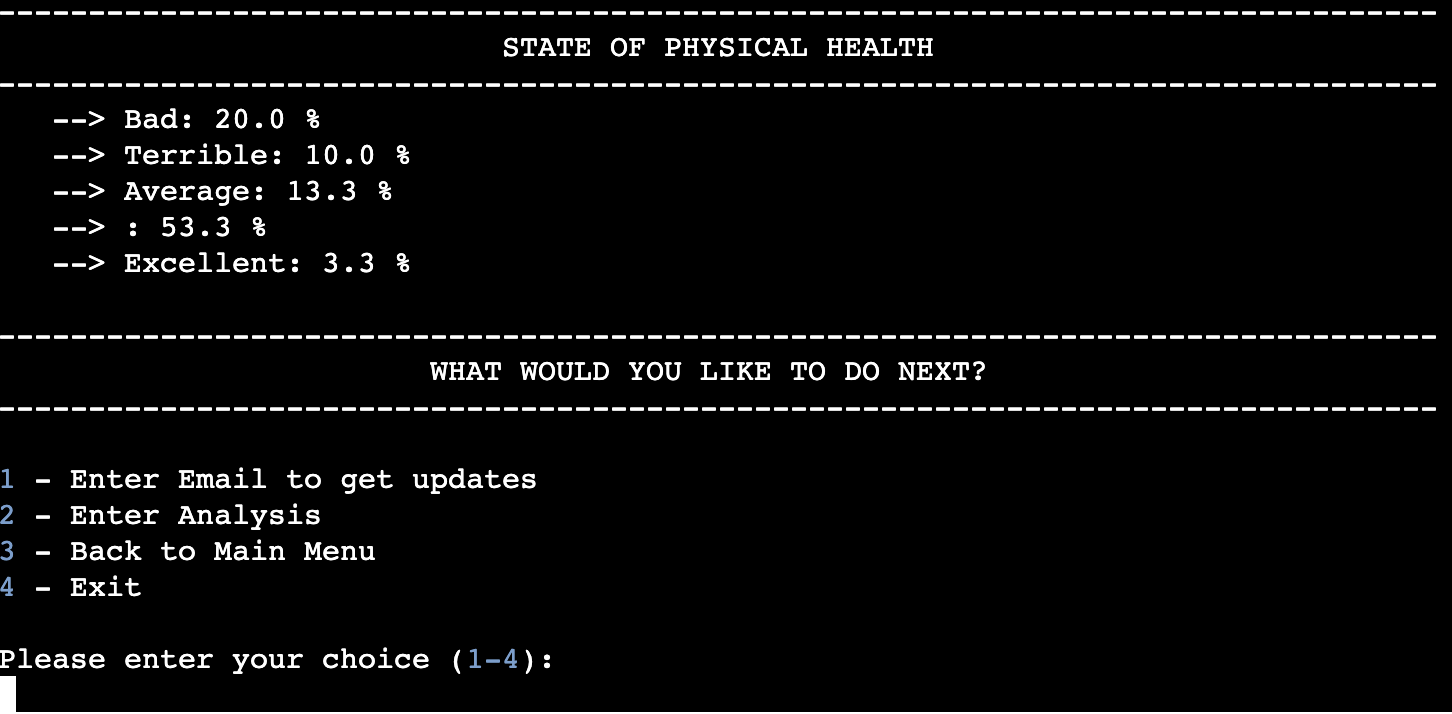 --------------------------------------------------------------------------------
STATE OF PHYSICAL HEALTH
--------------------------------------------------------------------------------
--> Bad: 20.0 %
--> Terrible: 10.0 %
--> Average: 13.3 %
--> : 53.3 %
--> Excellent: 3.3 %
--------------------------------------------------------------------------------
WHAT WOULD YOU LIKE TO DO NEXT?
--------------------------------------------------------------------------------
1 - Enter Email to get updates
2 - Enter Analysis
3 - Back to Main Menu
4 - Exit
Please enter your choice (1-4):